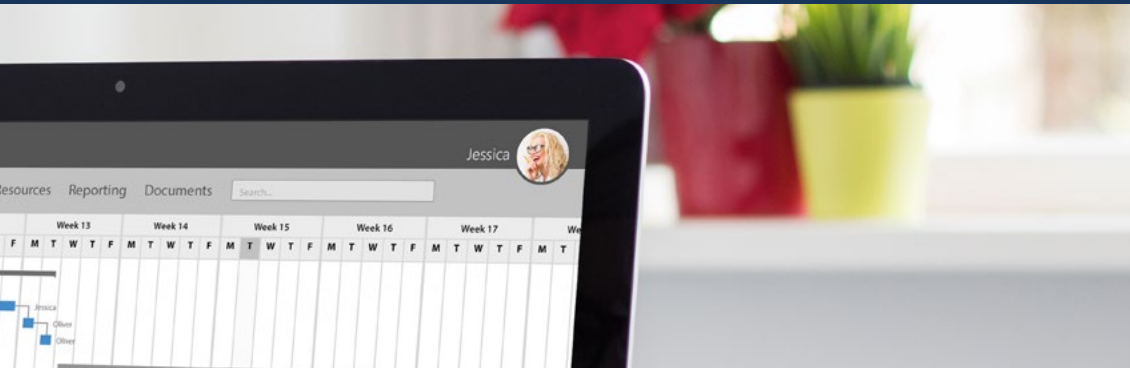 Jessica
Resources Reporting Documents Search...
Week 13 Week 14 Week 15 Week 16 Week 17
F M T W T F M T W T F M T W T F M T W T F M T W T F M T
Jessica
Oliver
Oliver